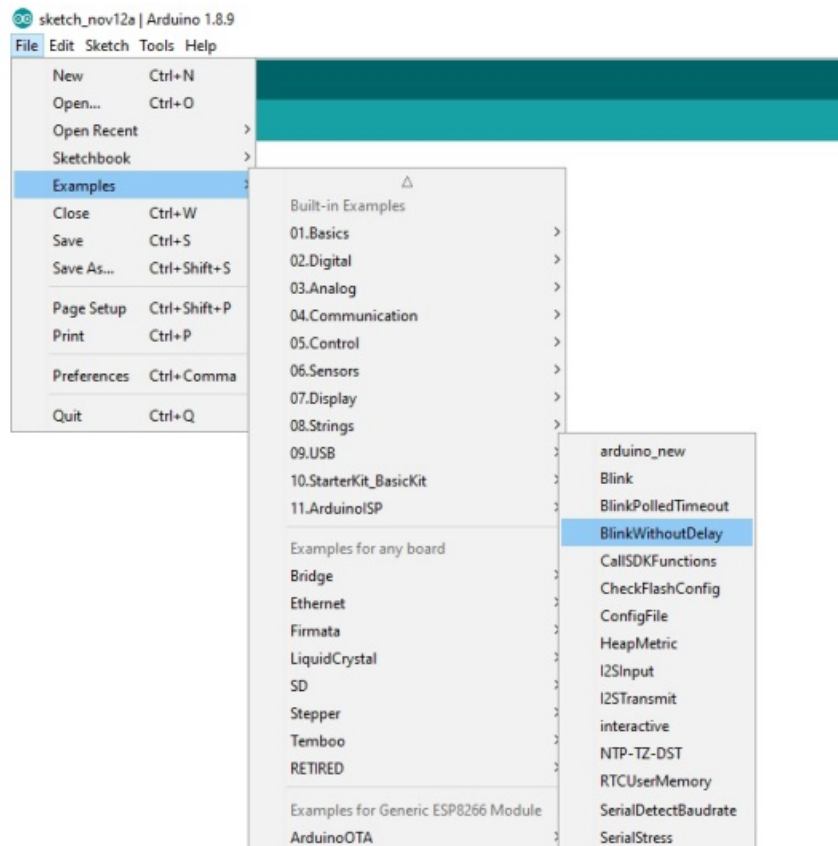 sketch_nov12a | Arduino 1.8.9
File Edit Sketch Tools Help
New Ctrl+N
Open... Ctrl+O
Open Recent
Sketchbook
Examples
Close Ctrl+W
Save Ctrl+S
Save As... Ctrl+Shift+S
Page Setup Ctrl+Shift+P
Print Ctrl+P
Preferences Ctrl+Comma
Quit Ctrl+Q
Built-in Examples
01.Basics
02.Digital
03.Analog
04.Communication
05.Control
06.Sensors
07.Display
08.Strings
09.USB
10.StarterKit_BasicKit
11.ArduinoISP
Examples for any board
Bridge
Ethernet
Firmata
LiquidCrystal
SD
Stepper
Temboo
RETIRED
Examples for Generic ESP8266 Module
ArduinoOTA
arduino_new
Blink
BlinkPolledTimeout
BlinkWithoutDelay
CallSDKFunctions
CheckFlashConfig
ConfigFile
HeapMetric
I2SInput
I2STransmit
interactive
NTP-TZ-DST
RTCUserMemory
SerialDetectBaudrate
SerialStress